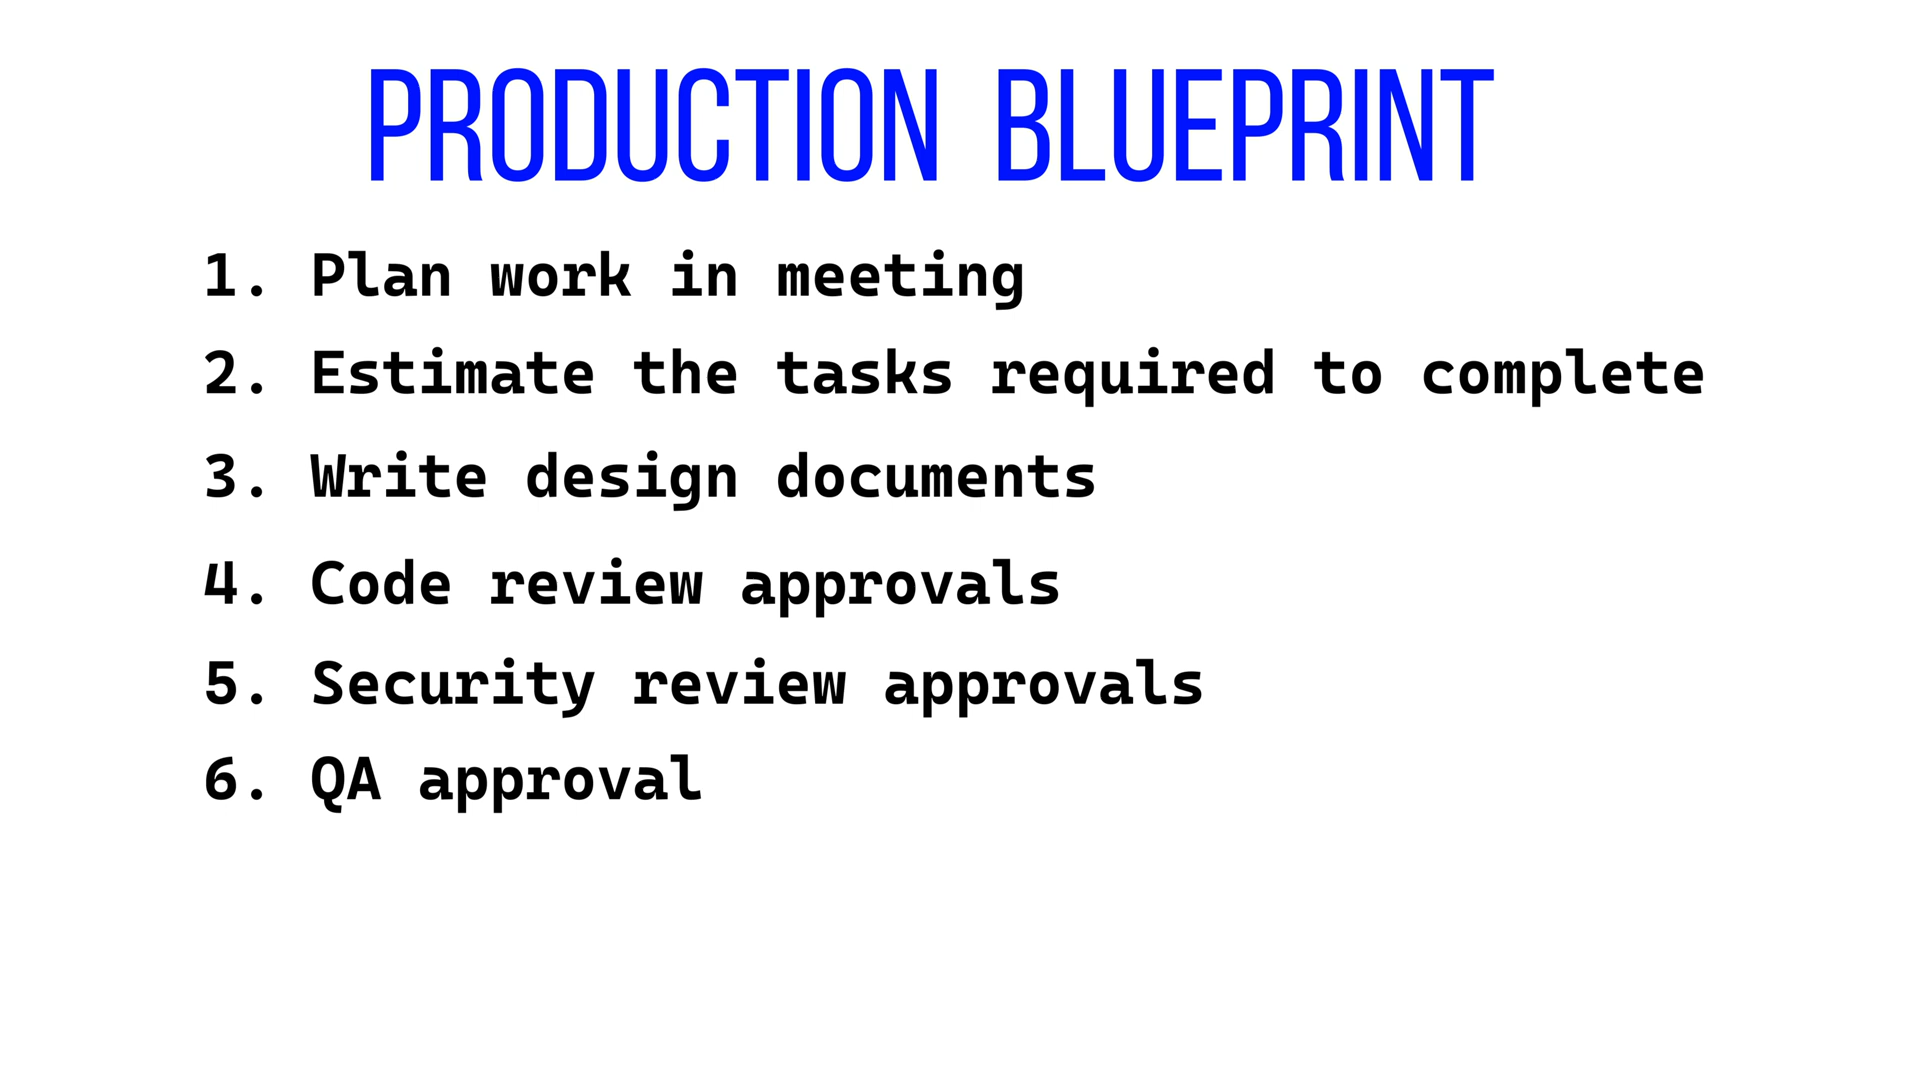 PRODUCTION BLUEPRINT
1. Plan work in meeting
2. Estimate the tasks required to complete
3. Write design documents
4. Code review approvals
5. Security review approvals
6. QA approval